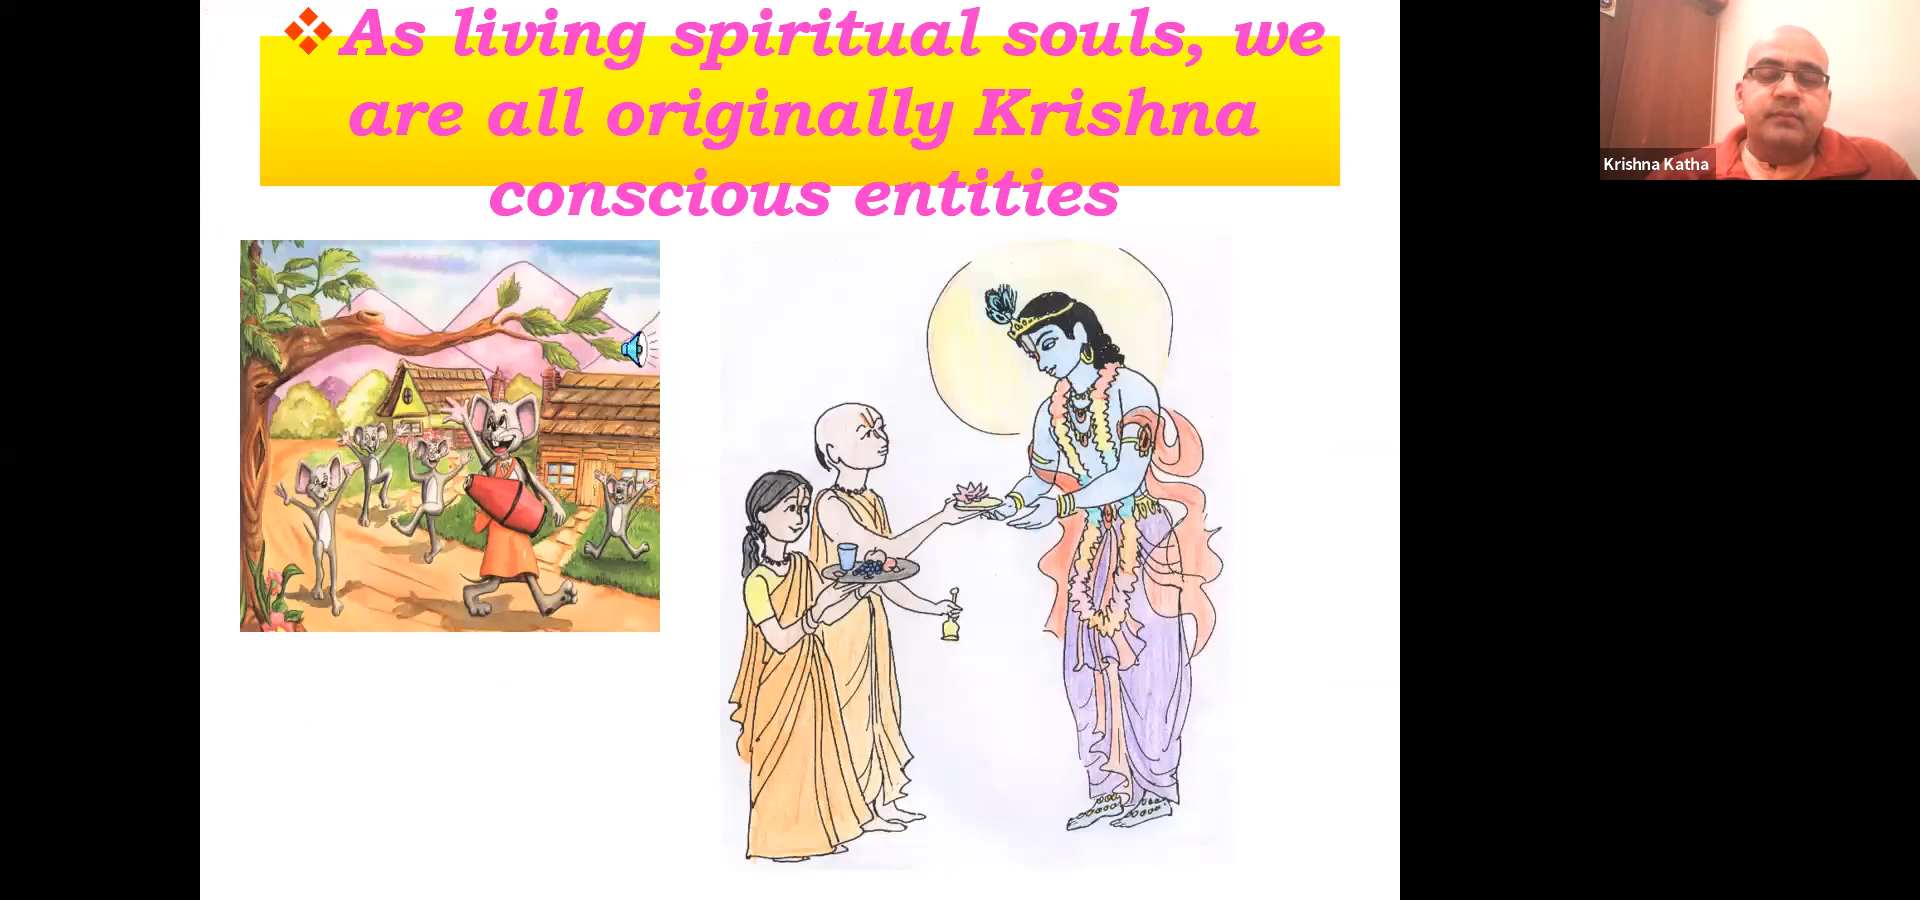 As living spiritual souls, we
are all originally Krishna
conscious entities
Krishna Katha